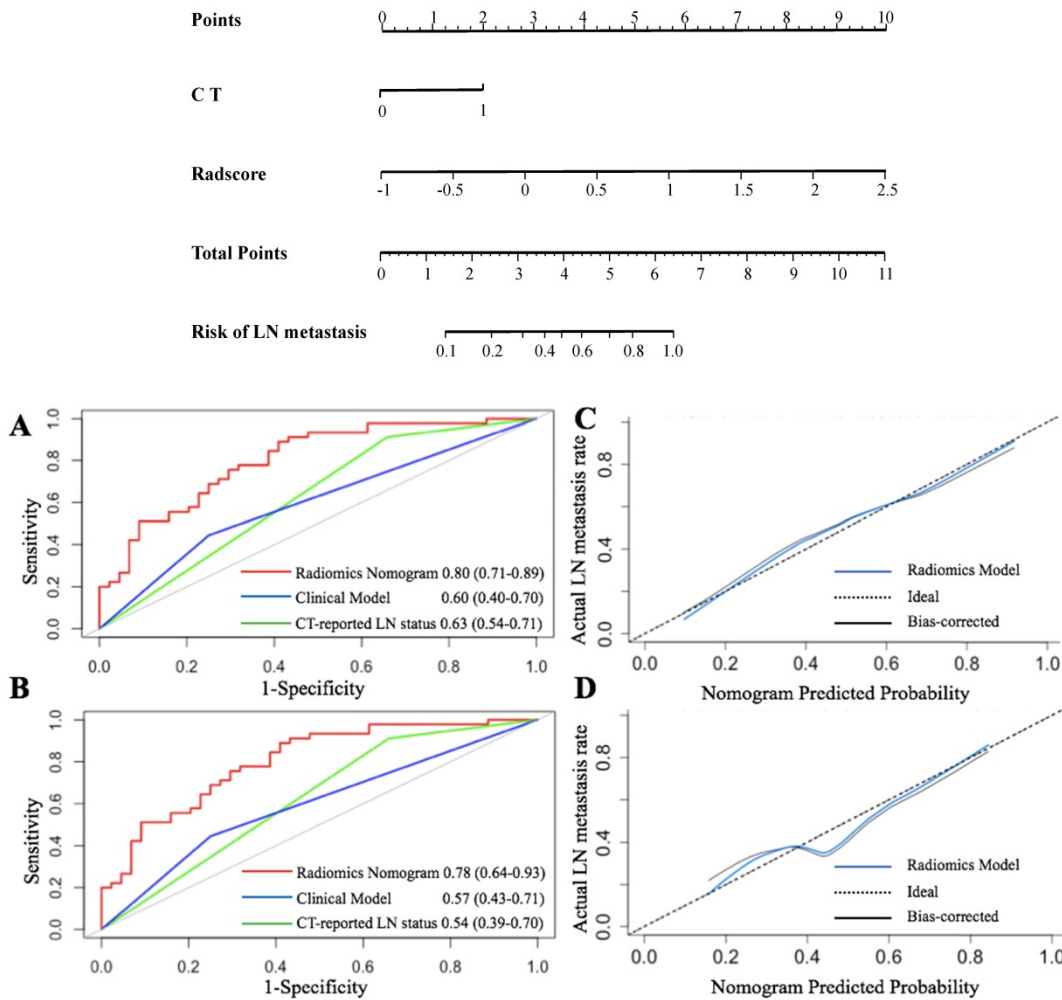 Points
0 1 2 3 4 5 6 7 8 9 10
C T
0 1
Radscore
-1 -0.5 0 0.5 1 1.5 2 2.5
Total Points
0 1 2 3 4 5 6 7 8 9 10 11
Risk of LN metastasis
0.1 0.2 0.4 0.6 0.8 1.0
A
Sensitivity
1.0
0.8
0.6
0.4
0.2
0.0
Radiomics Nomogram 0.80 (0.71-0.89)
Clinical Model 0.60 (0.40-0.70)
CT-reported LN status 0.63 (0.54-0.71)
0.0 0.2 0.4 0.6 0.8 1.0
1-Specificity
C
Actual LN metastasis rate
0.8
0.4
0.0
Radiomics Model
Ideal
Bias-corrected
0.0 0.2 0.4 0.6 0.8 1.0
Nomogram Predicted Probability
B
Sensitivity
1.0
0.8
0.6
0.4
0.2
0.0
Radiomics Nomogram 0.78 (0.64-0.93)
Clinical Model 0.57 (0.43-0.71)
CT-reported LN status 0.54 (0.39-0.70)
0.0 0.2 0.4 0.6 0.8 1.0
1-Specificity
D
Actual LN metastasis rate
0.8
0.4
0.0
Radiomics Model
Ideal
Bias-corrected
0.0 0.2 0.4 0.6 0.8 1.0
Nomogram Predicted Probability